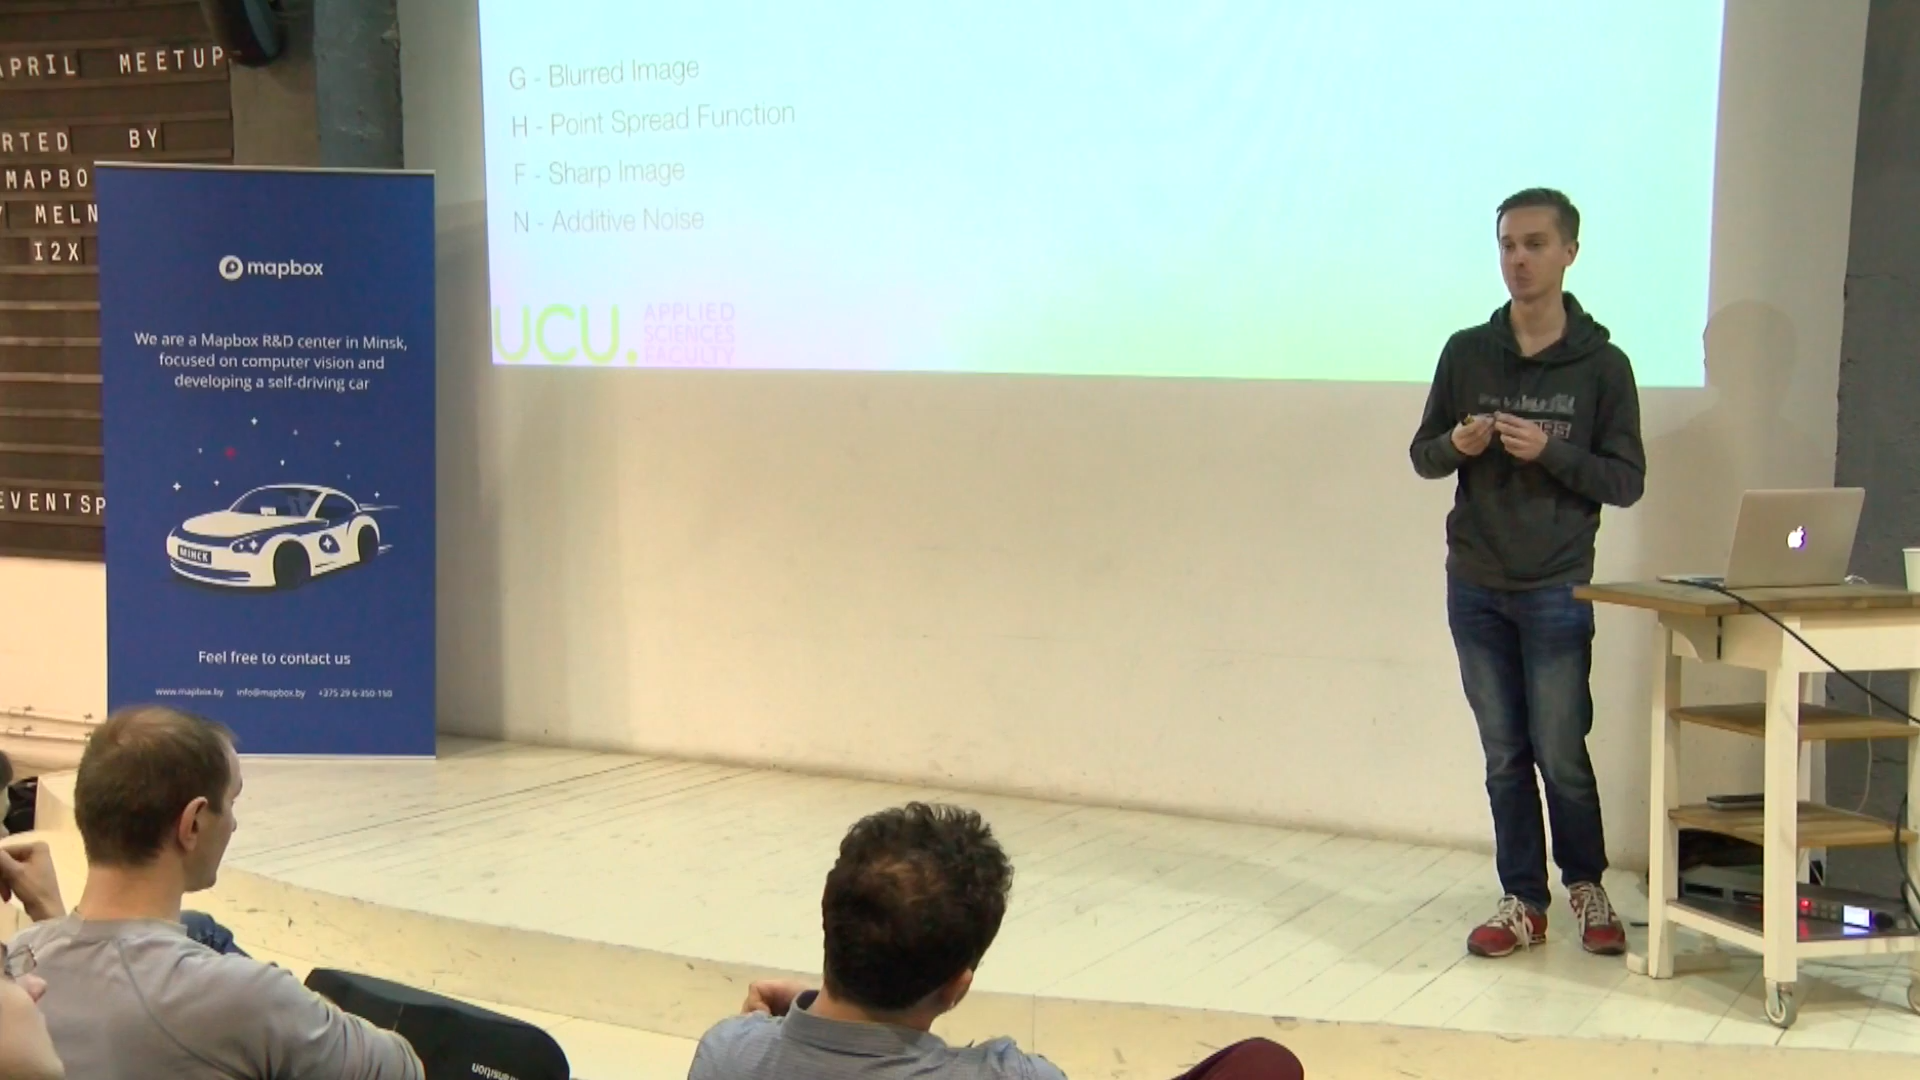 APRIL MEETUP
RTED BY
MAPBO
MELN
I2X
EVENTSP
G - Blurred Image
H - Point Spread Function
F - Sharp Image
N - Additive Noise
UCU. APPLIED
SCIENCES
FACULTY
mapbox
We are a Mapbox R&D center in Minsk,
focused on computer vision and
developing a self-driving car
MINCK
Feel free to contact us
www.mapbox.by info@mapbox.by +375 29 6-350-150
transition